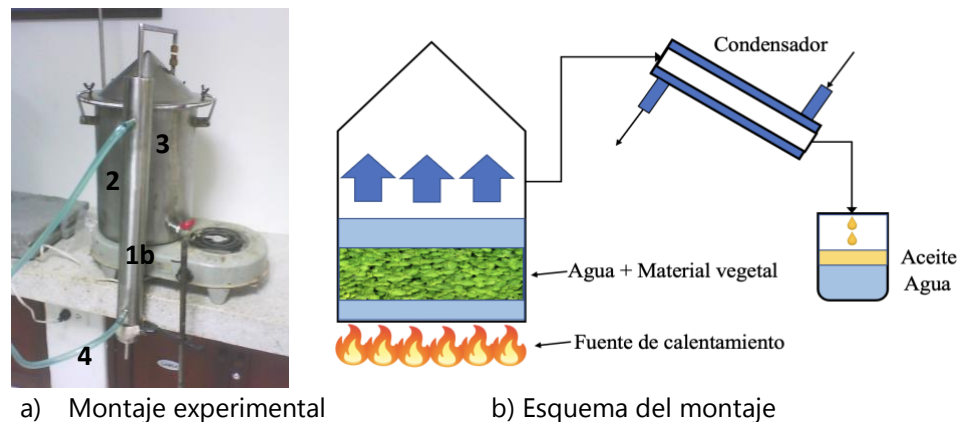 3
2
1b
4
Condensador
Agua + Material vegetal
Fuente de calentamiento
Aceite
Agua
a) Montaje experimental
b) Esquema del montaje